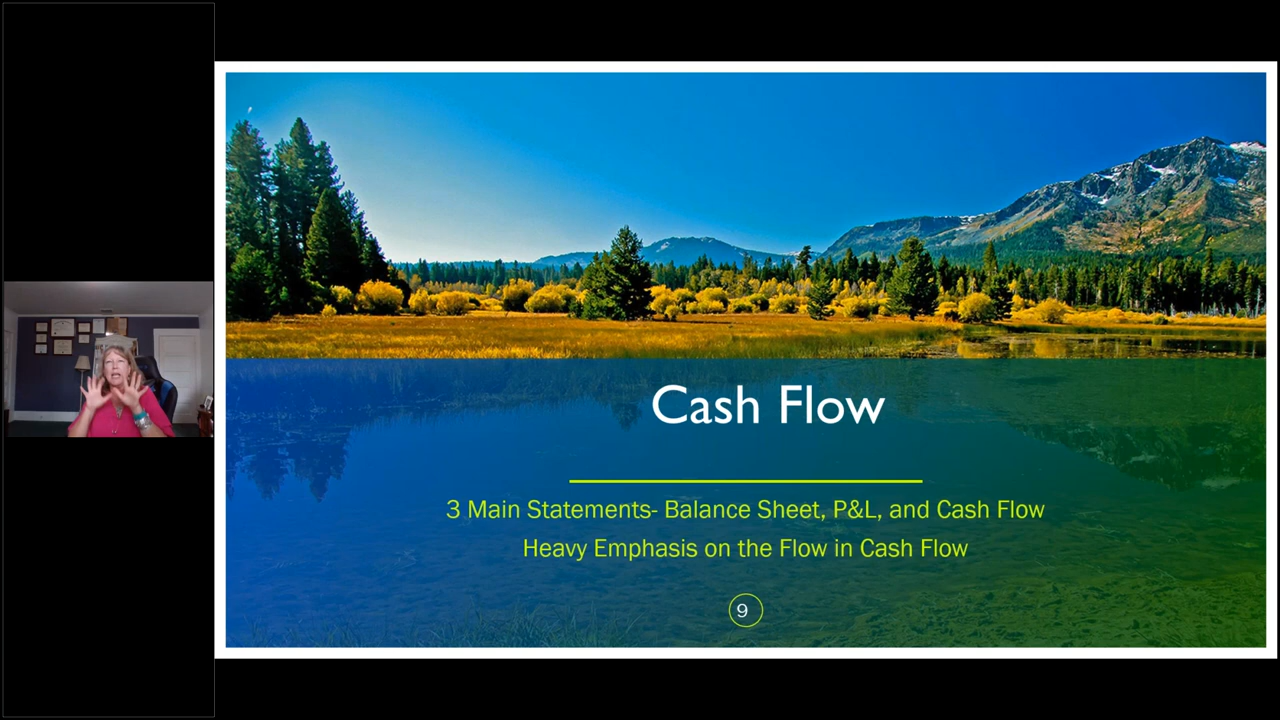 Cash Flow
3 Main Statements- Balance Sheet, P&L, and Cash Flow
Heavy Emphasis on the Flow in Cash Flow
9